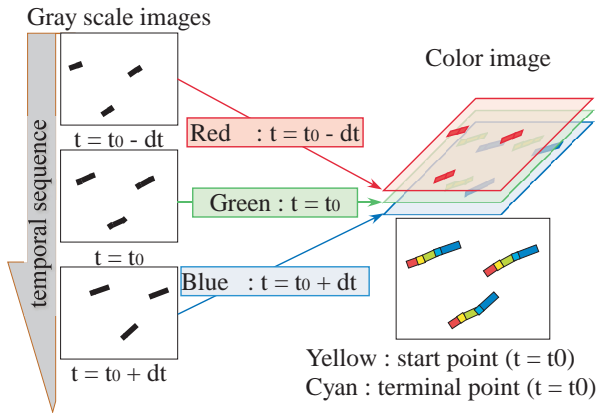 Gray scale images
temporal sequence
t = t0 - dt
t = t0
t = t0 + dt
Red : t = t0 - dt
Green : t = t0
Blue : t = t0 + dt
Color image
Yellow : start point (t = t0)
Cyan : terminal point (t = t0)